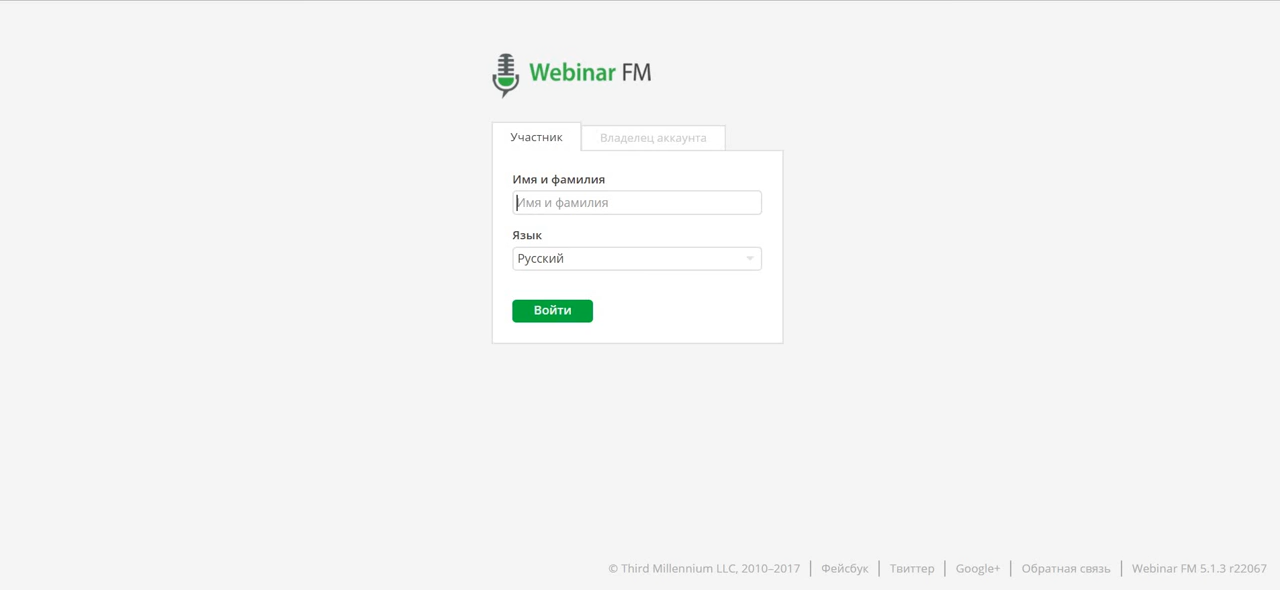 Webinar FM
Участник Владелец аккаунта
Имя и фамилия
Имя и фамилия
Язык
Русский
Войти
© Third Millennium LLC, 2010–2017 Фейсбук Твиттер Google+ Обратная связь Webinar FM 5.1.3 r22067